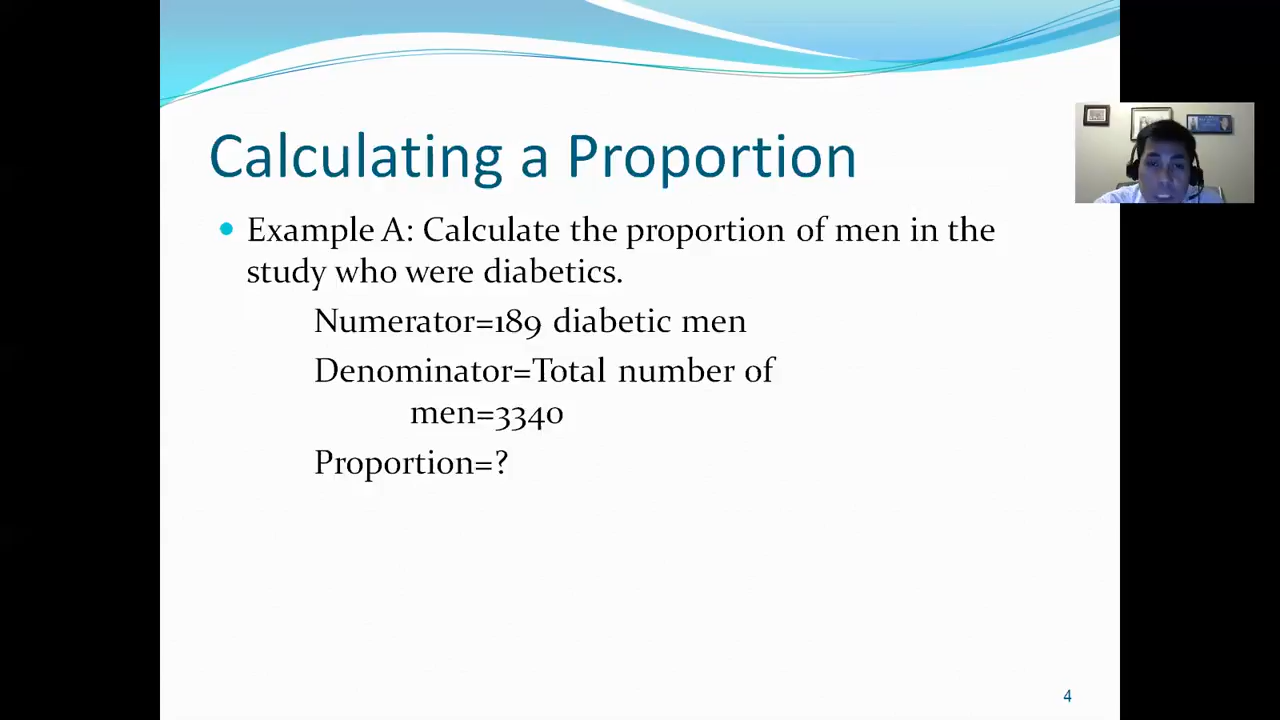 Calculating a Proportion
• Example A: Calculate the proportion of men in the
study who were diabetics.
Numerator=189 diabetic men
Denominator=Total number of
men=3340
Proportion=?
4